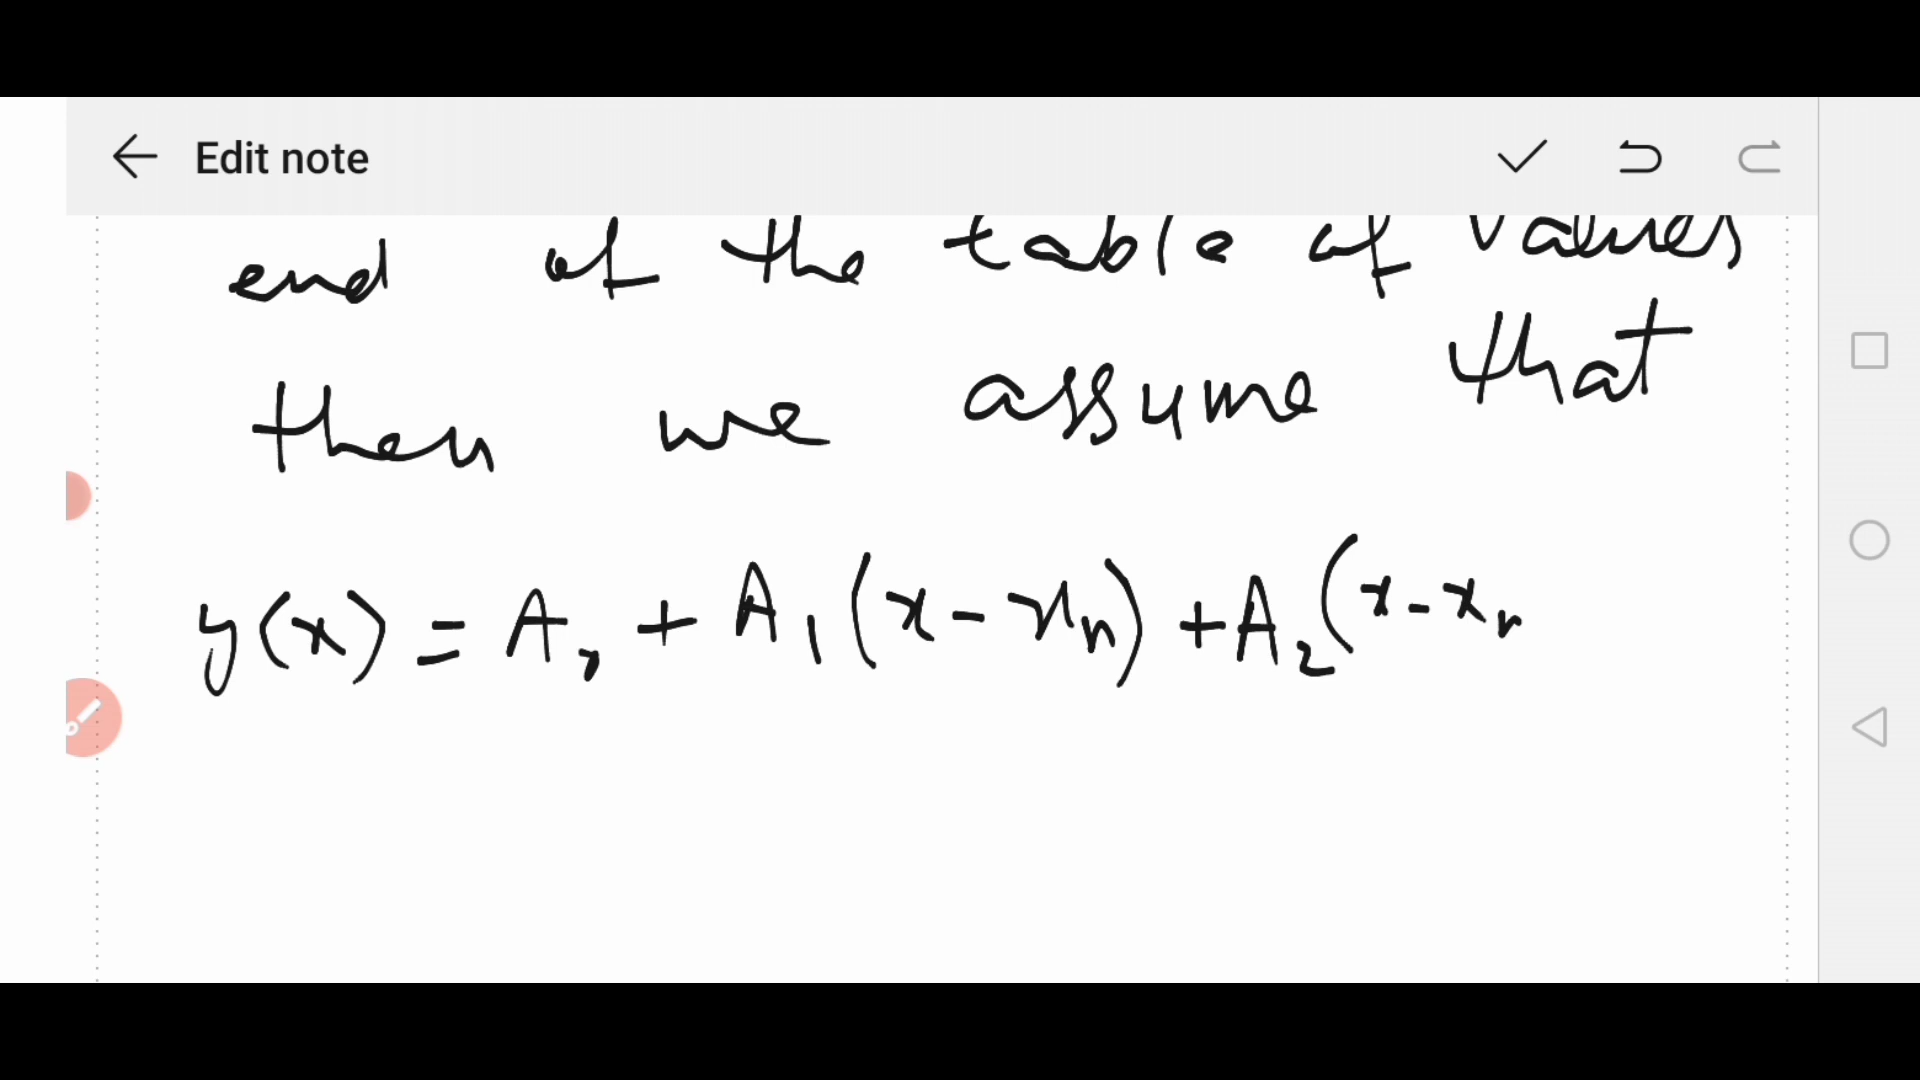 Edit note
end of the table of values
then we assume that
y(x) = A₀ + A₁(x - xₙ) + A₂(x - xₙ